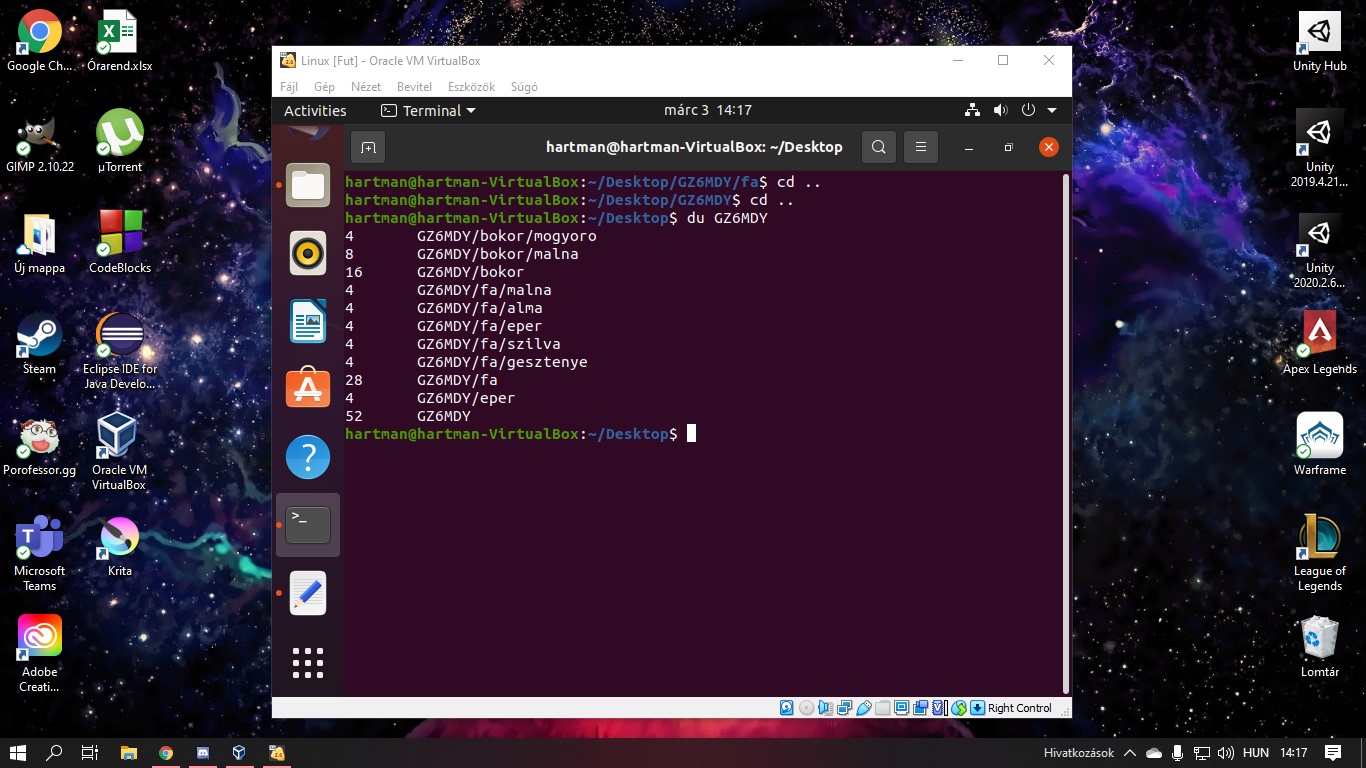 Google Ch...
Órarend.xlsx
GIMP 2.10.22
µTorrent
Új mappa
CodeBlocks
Steam
Eclipse IDE for
Java Develo...
Porofessor.gg
Oracle VM
VirtualBox
Microsoft
Teams
Krita
Adobe
Creati...
Linux [Fut] - Oracle VM VirtualBox
Fájl Gép Nézet Bevitel Eszközök Súgó
Activities Terminal márc 3 14:17
hartman@hartman-VirtualBox: ~/Desktop
hartman@hartman-VirtualBox:~/Desktop/GZ6MDY/fa$ cd ..
hartman@hartman-VirtualBox:~/Desktop/GZ6MDY$ cd ..
hartman@hartman-VirtualBox:~/Desktop$ du GZ6MDY
4 GZ6MDY/bokor/mogyoro
8 GZ6MDY/bokor/malna
16 GZ6MDY/bokor
4 GZ6MDY/fa/malna
4 GZ6MDY/fa/alma
4 GZ6MDY/fa/eper
4 GZ6MDY/fa/szilva
4 GZ6MDY/fa/gesztenye
28 GZ6MDY/fa
4 GZ6MDY/eper
52 GZ6MDY
hartman@hartman-VirtualBox:~/Desktop$
Right Control
Unity Hub
Unity
2019.4.21...
Unity
2020.2.6...
Apex Legends
Warframe
League of
Legends
Lomtár
Hivatkozások HUN 14:17